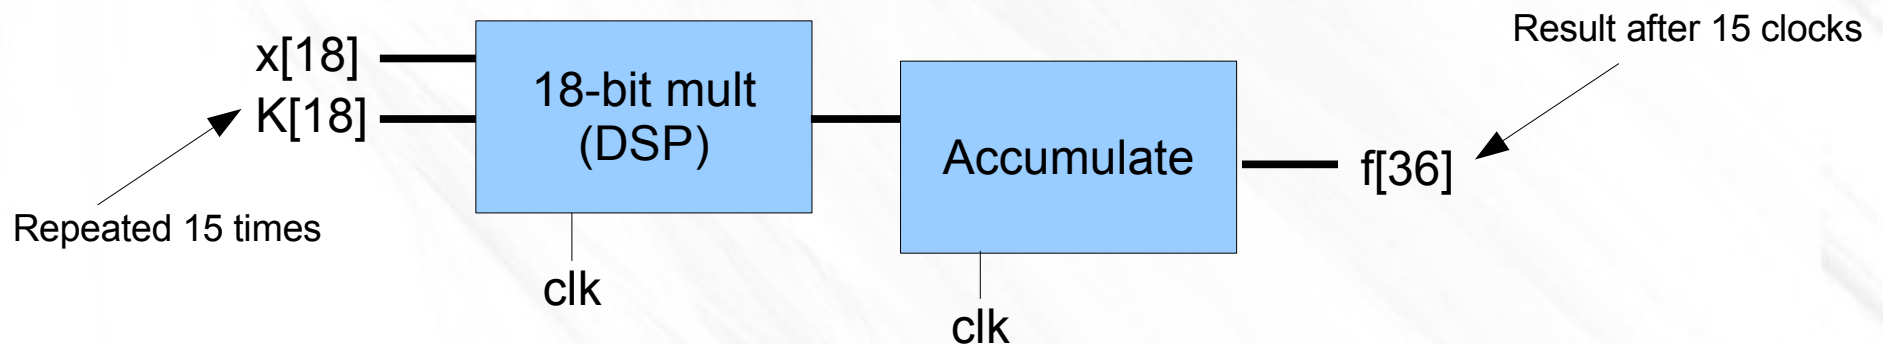 Result after 15 clocks
x[18]
K[18]
18-bit mult
(DSP)
Accumulate
f[36]
Repeated 15 times
clk
clk